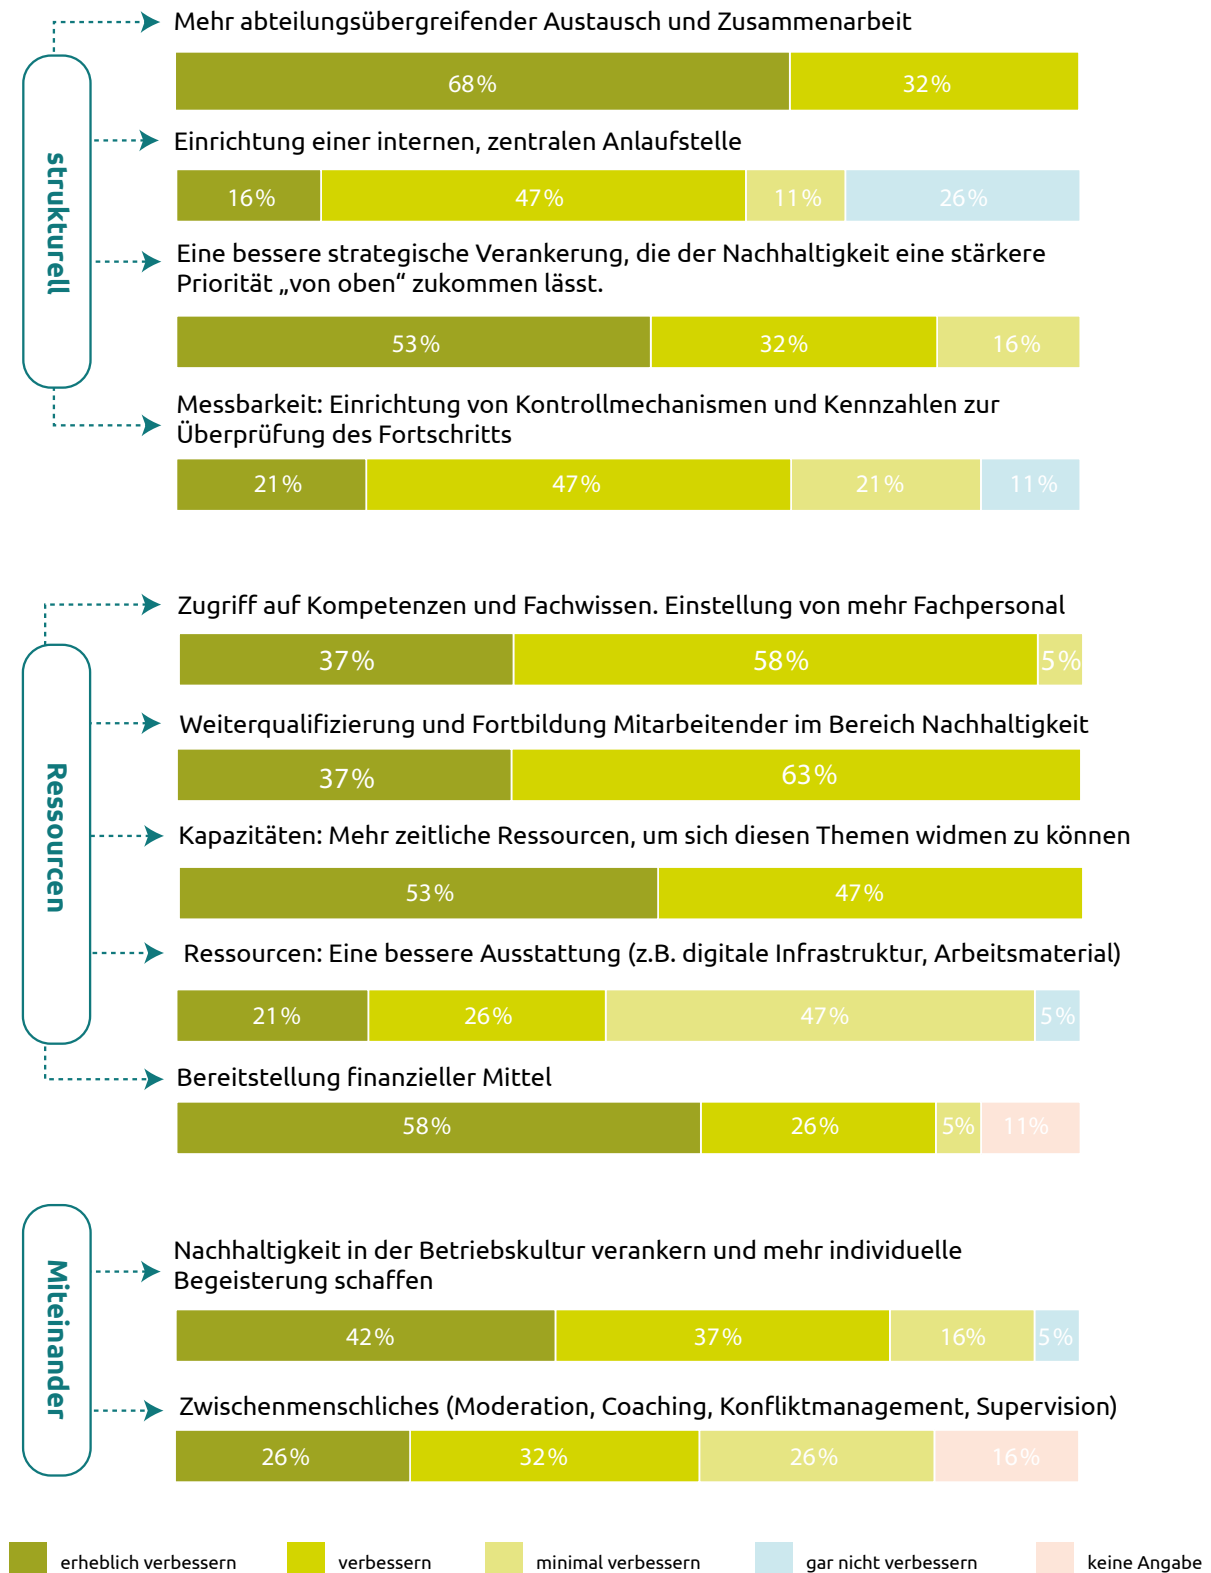 strukturell
Mehr abteilungsübergreifender Austausch und Zusammenarbeit
68% 32%
Einrichtung einer internen, zentralen Anlaufstelle
16% 47% 11% 26%
Eine bessere strategische Verankerung, die der Nachhaltigkeit eine stärkere
Priorität „von oben“ zukommen lässt.
53% 32% 16%
Messbarkeit: Einrichtung von Kontrollmechanismen und Kennzahlen zur
Überprüfung des Fortschritts
21% 47% 21% 11%
Ressourcen
Zugriff auf Kompetenzen und Fachwissen. Einstellung von mehr Fachpersonal
37% 58% 5%
Weiterqualifizierung und Fortbildung Mitarbeitender im Bereich Nachhaltigkeit
37% 63%
Kapazitäten: Mehr zeitliche Ressourcen, um sich diesen Themen widmen zu können
53% 47%
Ressourcen: Eine bessere Ausstattung (z.B. digitale Infrastruktur, Arbeitsmaterial)
21% 26% 47% 5%
Bereitstellung finanzieller Mittel
58% 26% 5% 11%
Miteinander
Nachhaltigkeit in der Betriebskultur verankern und mehr individuelle
Begeisterung schaffen
42% 37% 16% 5%
Zwischenmenschliches (Moderation, Coaching, Konfliktmanagement, Supervision)
26% 32% 26% 16%
erheblich verbessern verbessern minimal verbessern gar nicht verbessern keine Angabe